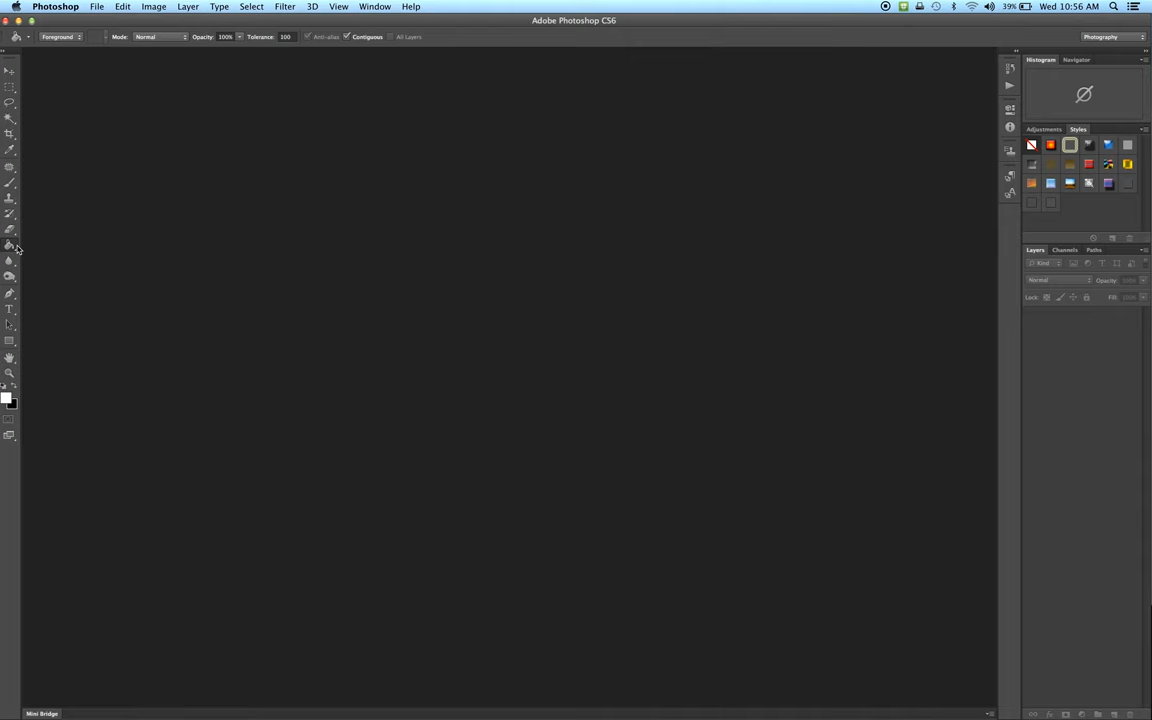 Photoshop File Edit Image Layer Type Select Filter 3D View Window Help 39% Wed 10:56 AM
Adobe Photoshop CS6
Foreground Mode: Normal Opacity: 100% Tolerance: 100 Anti-alias Contiguous All Layers Photography
Histogram Navigator
Adjustments Styles
Layers Channels Paths
Kind
Normal Opacity: 100%
Lock: Fill: 100%
Mini Bridge